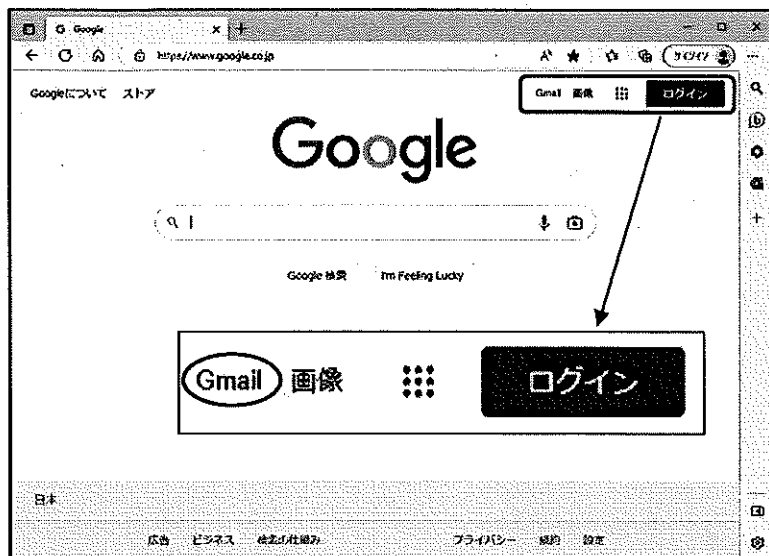 Google
https://www.google.co.jp
サインイン
Googleについて ストア
Gmail 画像 ログイン
Google
Google 検索 I'm Feeling Lucky
Gmail 画像 ログイン
日本
広告 ビジネス 検索の仕組み プライバシー 規約 設定